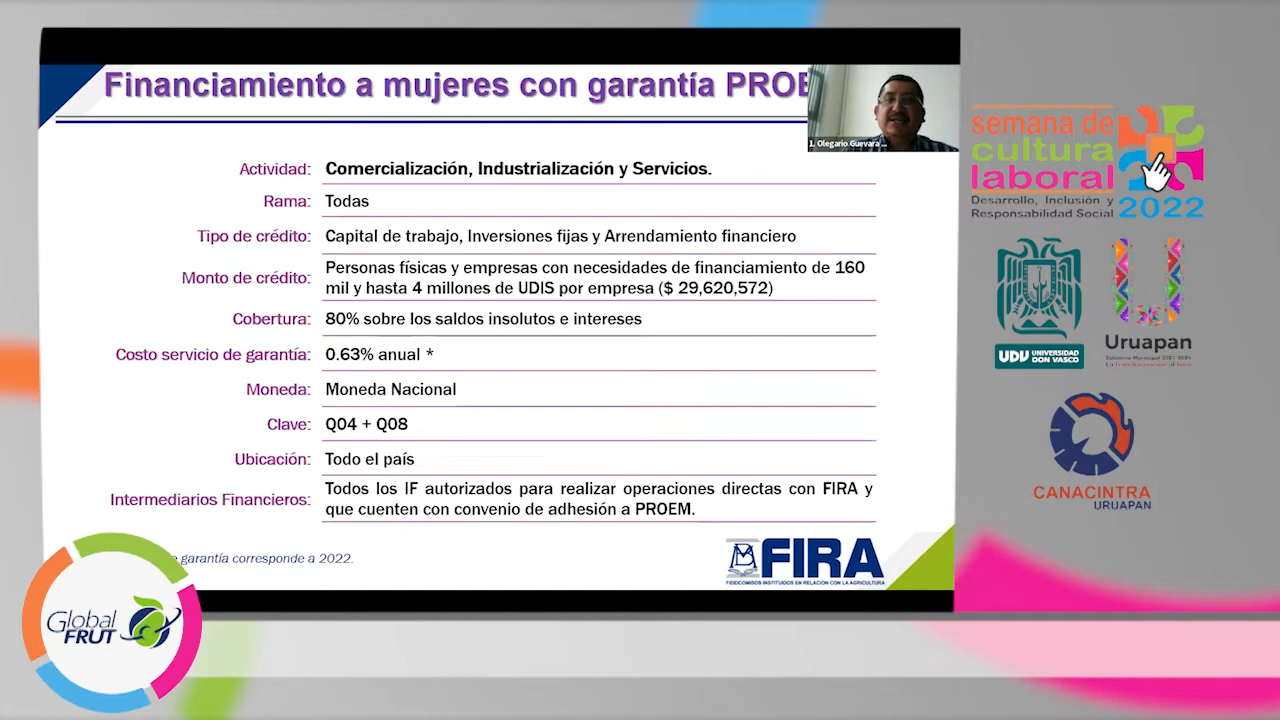 Financiamiento a mujeres con garantía
1. Olegario Guevara ...
Actividad: Comercialización, Industrialización y Servicios.
Rama: Todas
Tipo de crédito: Capital de trabajo, Inversiones fijas y Arrendamiento financiero
Monto de crédito: Personas físicas y empresas con necesidades de financiamiento de 160
mil y hasta 4 millones de UDIS por empresa ($ 29,620,572)
Cobertura: 80% sobre los saldos insolutos e intereses
Costo servicio de garantía: 0.63% anual *
Moneda: Moneda Nacional
Clave: Q04 + Q08
Ubicación: Todo el país
Intermediarios Financieros: Todos los IF autorizados para realizar operaciones directas con FIRA y
que cuenten con convenio de adhesión a PROEM.
garantía corresponde a 2022.
FIRA
FIDEICOMISOS INSTITUIDOS EN RELACIÓN CON LA AGRICULTURA
Global
FRUT
semana de
cultura
laboral
Desarrollo, Inclusión y
Responsabilidad Social
2022
UDV UNIVERSIDAD
DON VASCO
Uruapan
CANACINTRA
URUAPAN